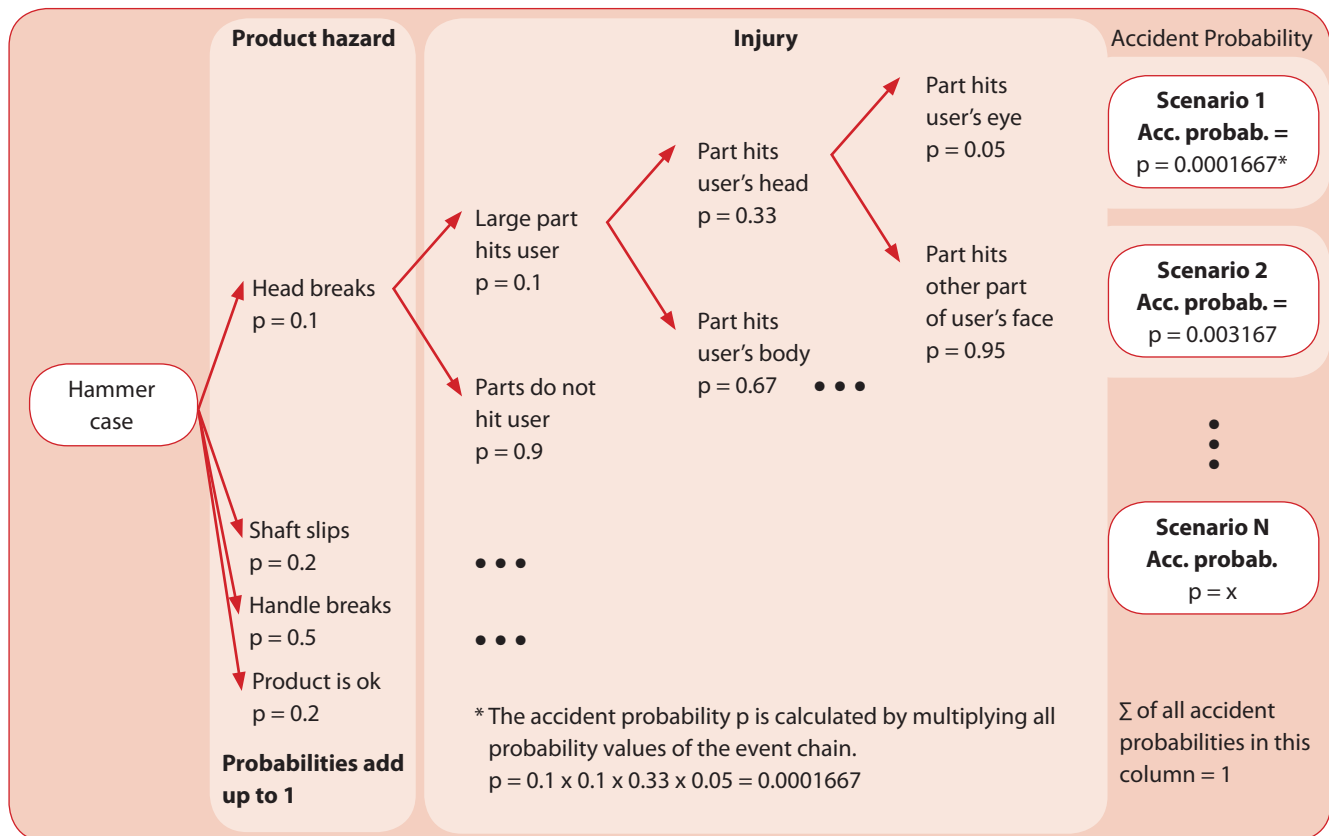 Product hazard
Injury
Accident Probability
Hammer
case
Head breaks
p = 0.1
Shaft slips
p = 0.2
Handle breaks
p = 0.5
Product is ok
p = 0.2
Probabilities add
up to 1
Large part
hits user
p = 0.1
Parts do not
hit user
p = 0.9
Part hits
user’s head
p = 0.33
Part hits
user’s body
p = 0.67
•••
Part hits
user’s eye
p = 0.05
Part hits
other part
of user’s face
p = 0.95
•••
•••
* The accident probability p is calculated by multiplying all
probability values of the event chain.
p = 0.1 x 0.1 x 0.33 x 0.05 = 0.0001667
Scenario 1
Acc. probab. =
p = 0.0001667*
Scenario 2
Acc. probab. =
p = 0.003167
Scenario N
Acc. probab.
p = x
Σ of all accident
probabilities in this
column = 1